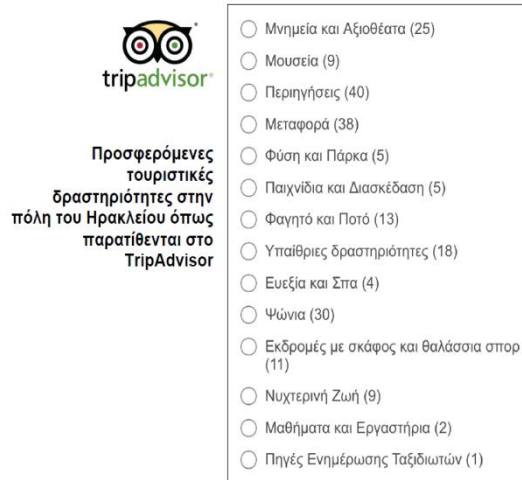 tripadvisor®
Προσφερόμενες
τουριστικές
δραστηριότητες στην
πόλη του Ηρακλείου όπως
παρατίθενται στο
TripAdvisor
Μνημεία και Αξιοθέατα (25)
Μουσεία (9)
Περιηγήσεις (40)
Μεταφορά (38)
Φύση και Πάρκα (5)
Παιχνίδια και Διασκέδαση (5)
Φαγητό και Ποτό (13)
Υπαίθριες δραστηριότητες (18)
Ευεξία και Σπα (4)
Ψώνια (30)
Εκδρομές με σκάφος και θαλάσσια σπορ
(11)
Νυχτερινή Ζωή (9)
Μαθήματα και Εργαστήρια (2)
Πηγές Ενημέρωσης Ταξιδιωτών (1)